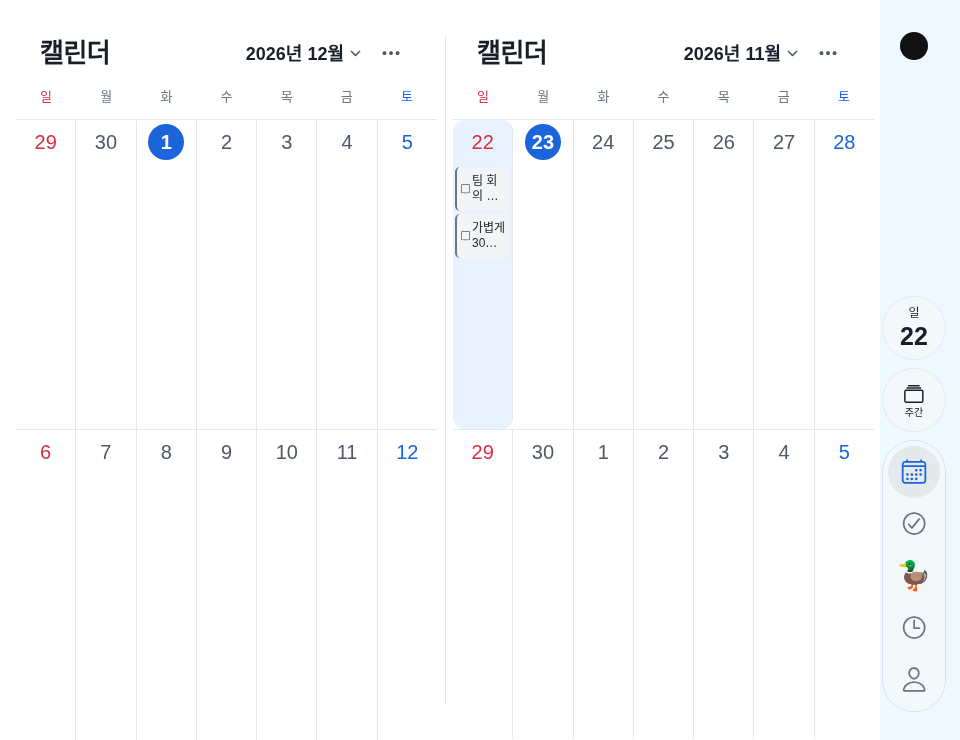 캘린더
2026년 12월
일 월 화 수 목 금 토
29 30 1 2 3 4 5
6 7 8 9 10 11 12
캘린더
2026년 11월
일 월 화 수 목 금 토
22 23 24 25 26 27 28
팀 회
의 ...
가볍게
30...
29 30 1 2 3 4 5
일
22
주간